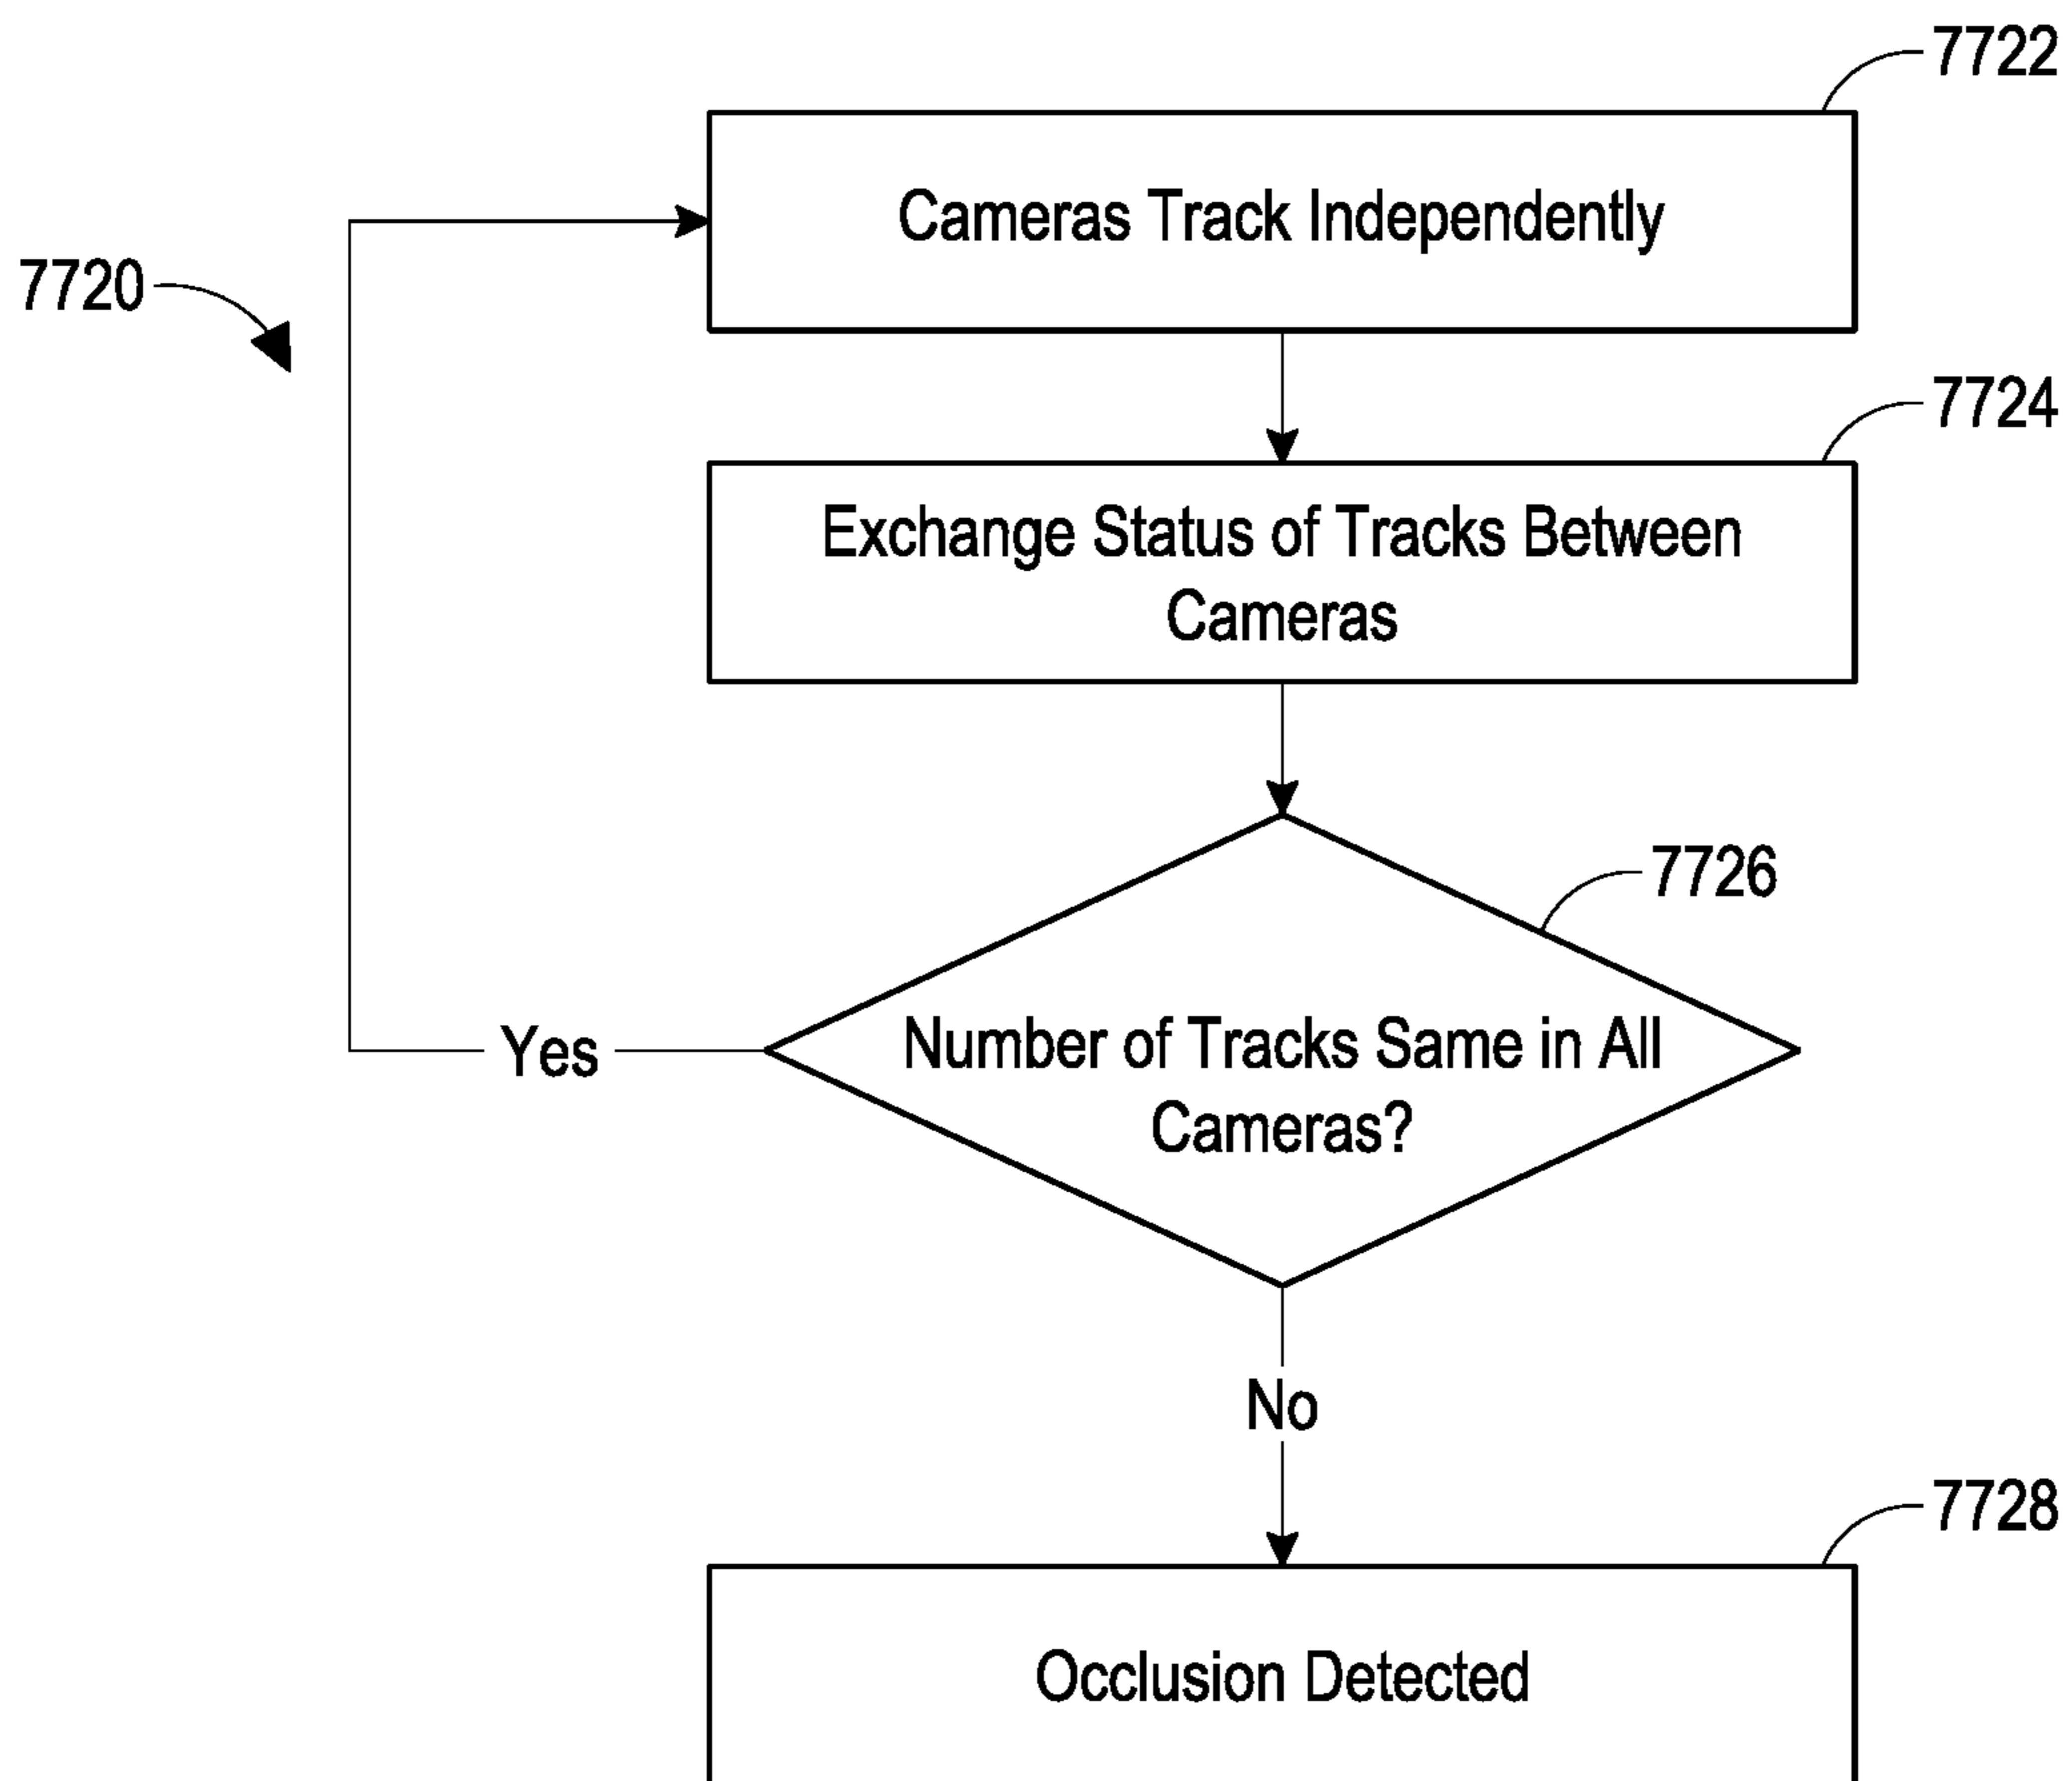 7722
Cameras Track Independently
7720
7724
Exchange Status of Tracks Between
Cameras
7726
Number of Tracks Same in All
Cameras?
Yes
No
7728
Occlusion Detected